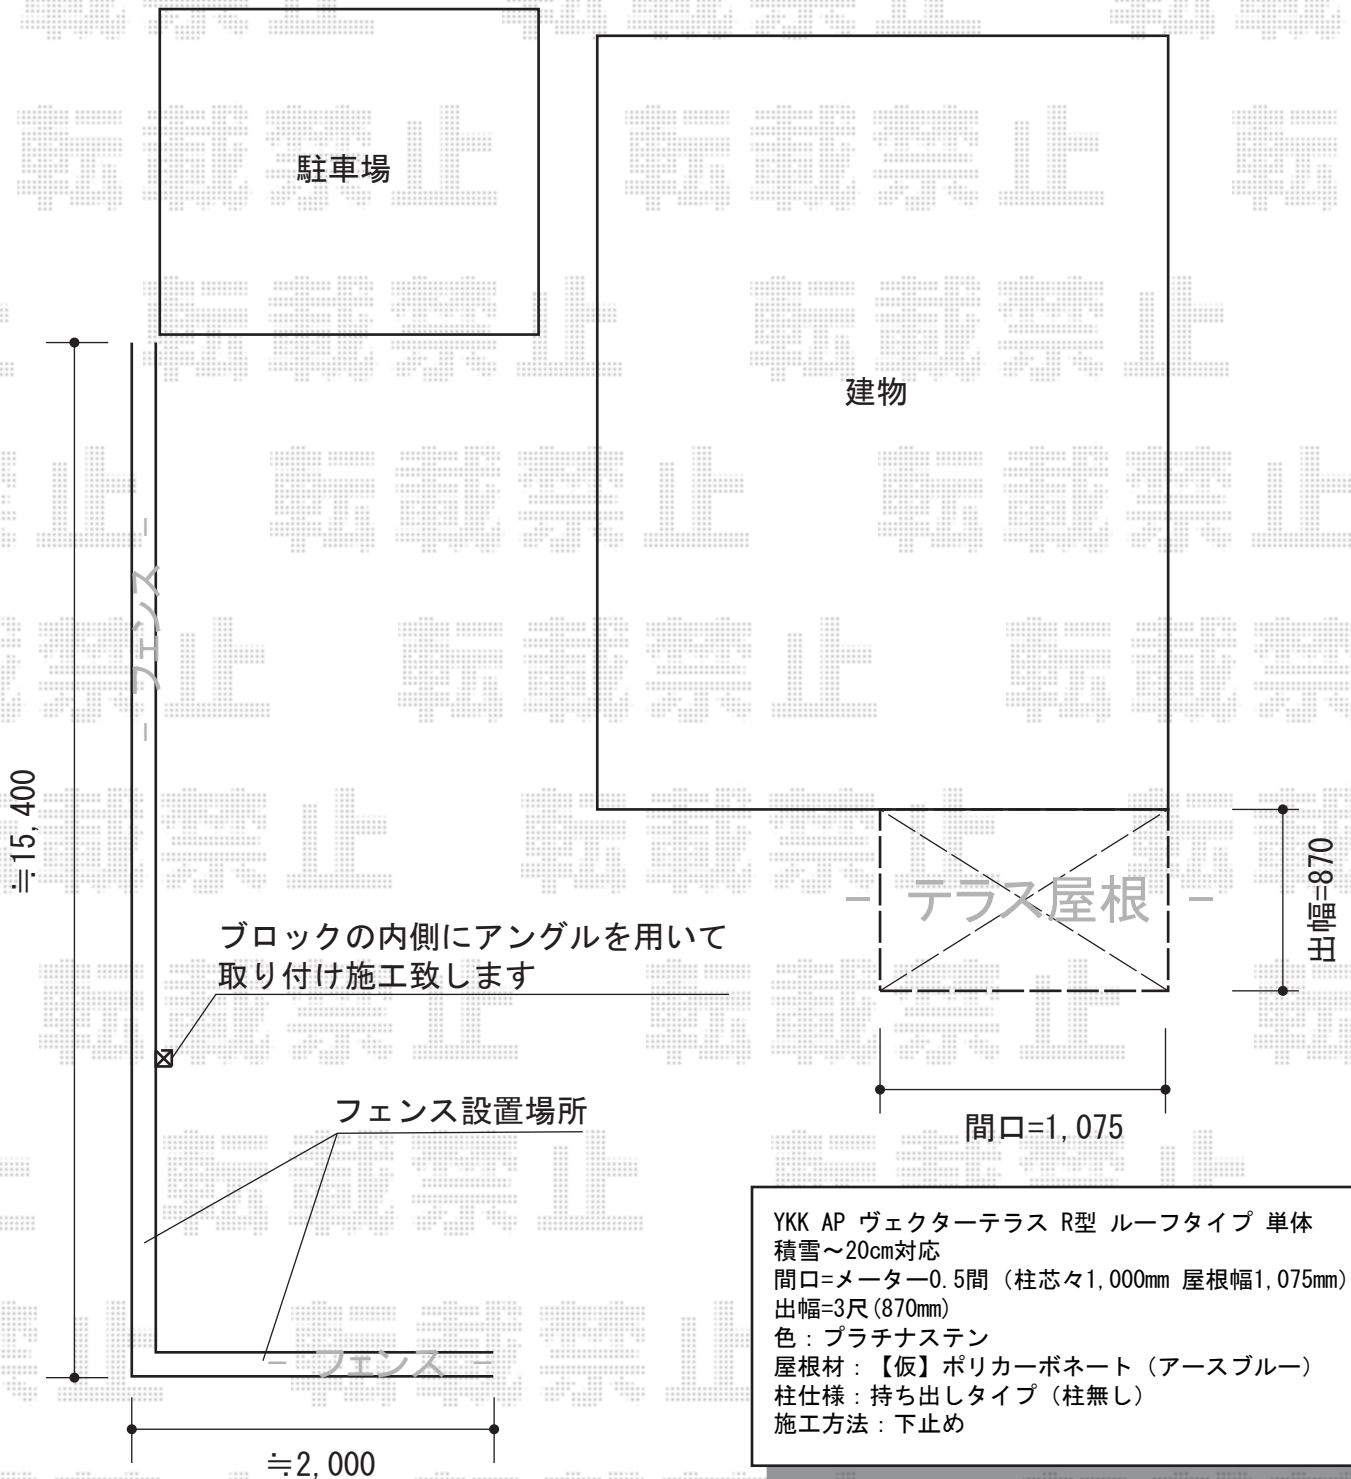 駐車場
建物
- フェンス -
≒15,400
- テラス屋根 -
出幅=870
ブロックの内側にアングルを用いて
取り付け施工致します
フェンス設置場所
間口=1,075
YKK AP ヴェクターテラス R型 ルーフタイプ 単体
積雪～20cm対応
間口=メーター0.5間（柱芯々1,000mm 屋根幅1,075mm）
出幅=3尺(870mm)
色：プラチナステン
屋根材：【仮】ポリカーボネート（アースブルー）
柱仕様：持ち出しタイプ（柱無し）
施工方法：下止め
- フェンス -
≒2,000
転載禁止